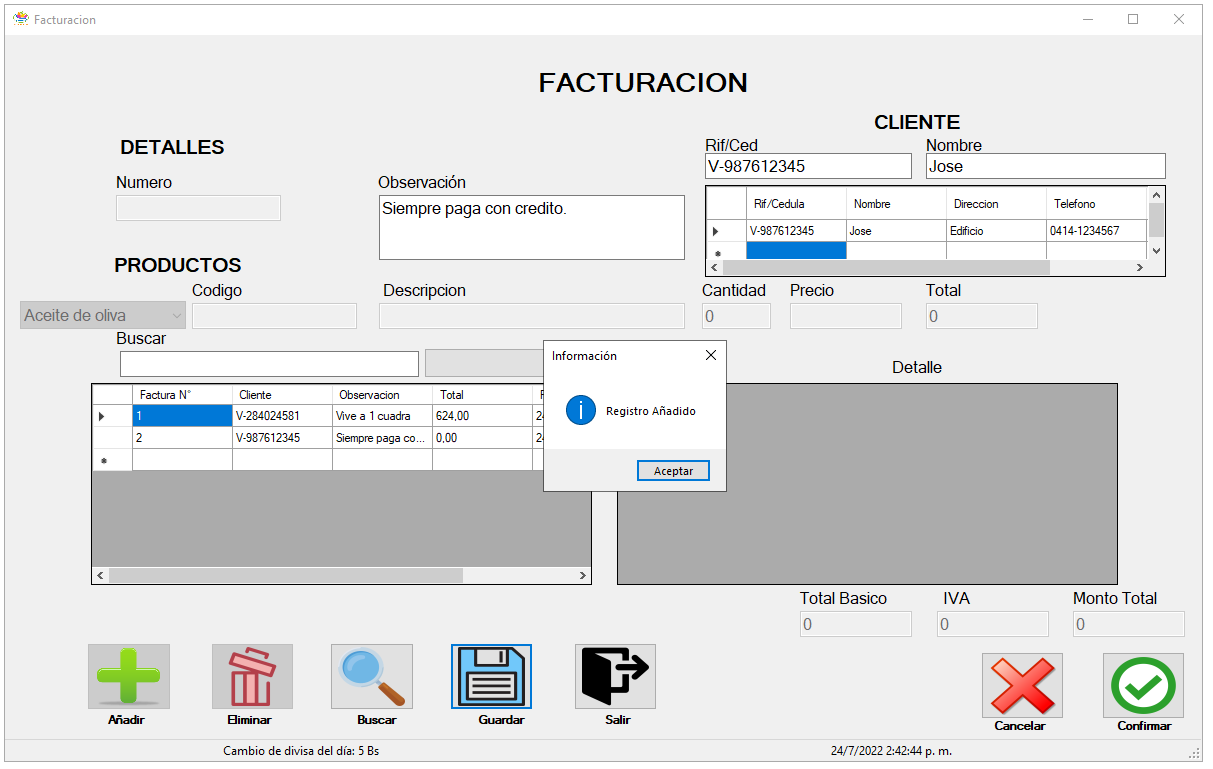 Facturacion
FACTURACION
CLIENTE
DETALLES
Rif/Ced
Nombre
V-987612345
Jose
Numero
Observación
Siempre paga con credito.
Rif/Cedula Nombre Direccion Telefono
V-987612345 Jose Edificio 0414-1234567
PRODUCTOS
Codigo Descripcion Cantidad Precio Total
Aceite de oliva 0 0
Buscar
Información
Registro Añadido
Aceptar
Detalle
Factura N° Cliente Observacion Total
1 V-284024581 Vive a 1 cuadra 624,00 24
2 V-987612345 Siempre paga co... 0,00 24
Total Basico IVA Monto Total
0 0 0
Añadir Eliminar Buscar Guardar Salir Cancelar Confirmar
Cambio de divisa del día: 5 Bs 24/7/2022 2:42:44 p. m.